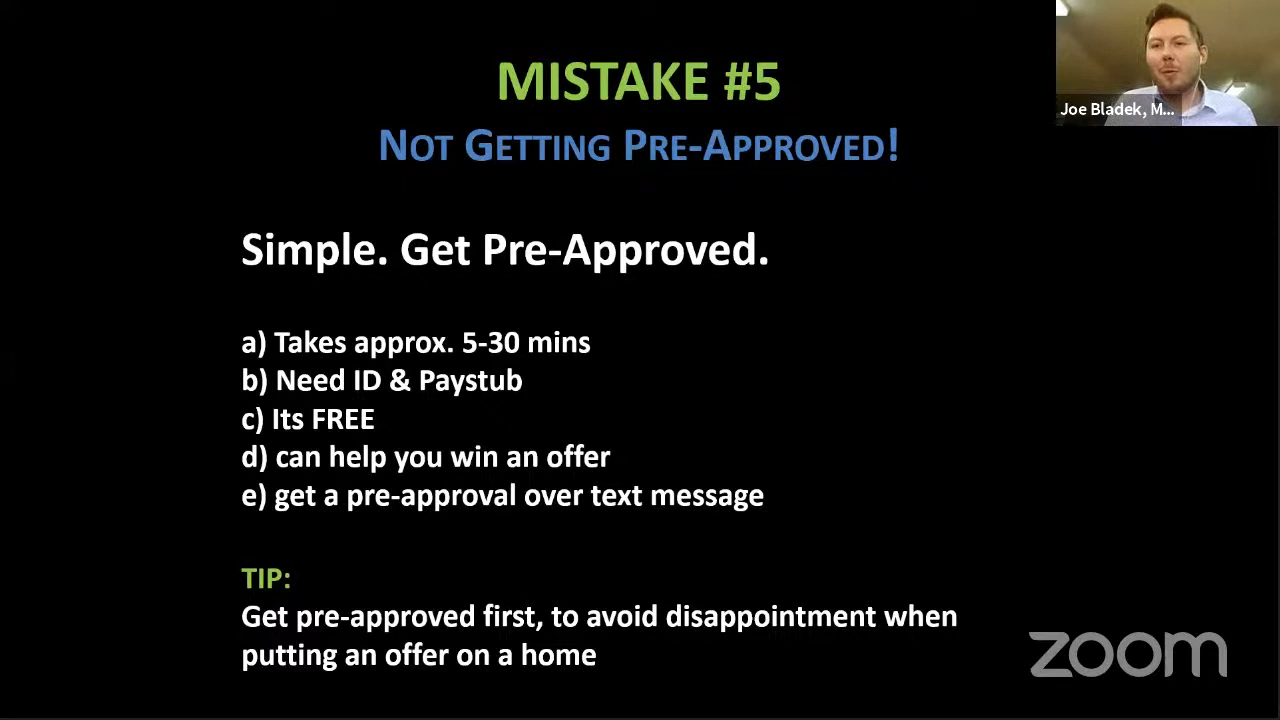 MISTAKE #5
NOT GETTING PRE-APPROVED!
Joe Bladek, M...
Simple. Get Pre-Approved.
a) Takes approx. 5-30 mins
b) Need ID & Paystub
c) Its FREE
d) can help you win an offer
e) get a pre-approval over text message
TIP:
Get pre-approved first, to avoid disappointment when
putting an offer on a home
zoom